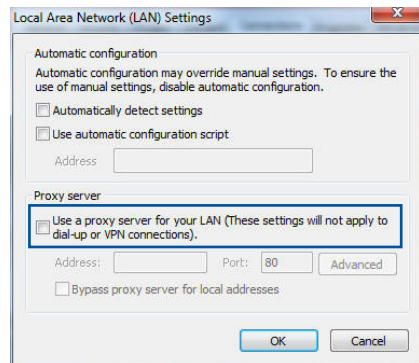 Local Area Network (LAN) Settings
Automatic configuration
Automatic configuration may override manual settings. To ensure the
use of manual settings, disable automatic configuration.
Automatically detect settings
Use automatic configuration script
Address
Proxy server
Use a proxy server for your LAN (These settings will not apply to
dial-up or VPN connections).
Address:
Port: 80
Advanced
Bypass proxy server for local addresses
OK
Cancel